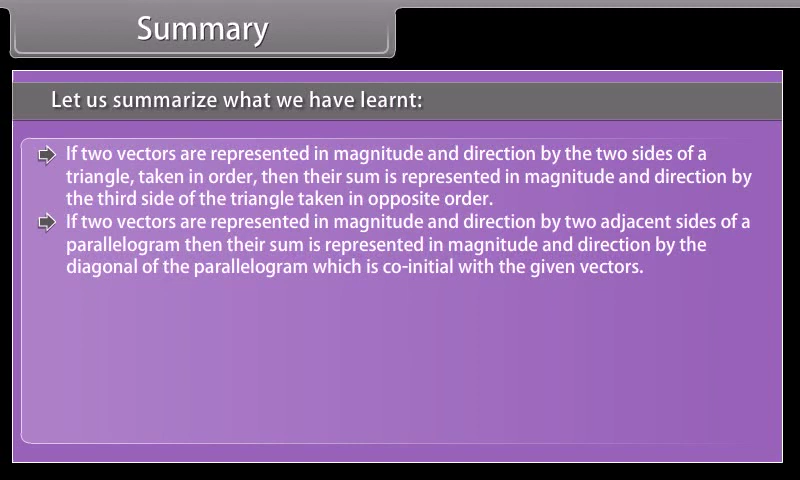 Summary
Let us summarize what we have learnt:
If two vectors are represented in magnitude and direction by the two sides of a
triangle, taken in order, then their sum is represented in magnitude and direction by
the third side of the triangle taken in opposite order.
If two vectors are represented in magnitude and direction by two adjacent sides of a
parallelogram then their sum is represented in magnitude and direction by the
diagonal of the parallelogram which is co-initial with the given vectors.